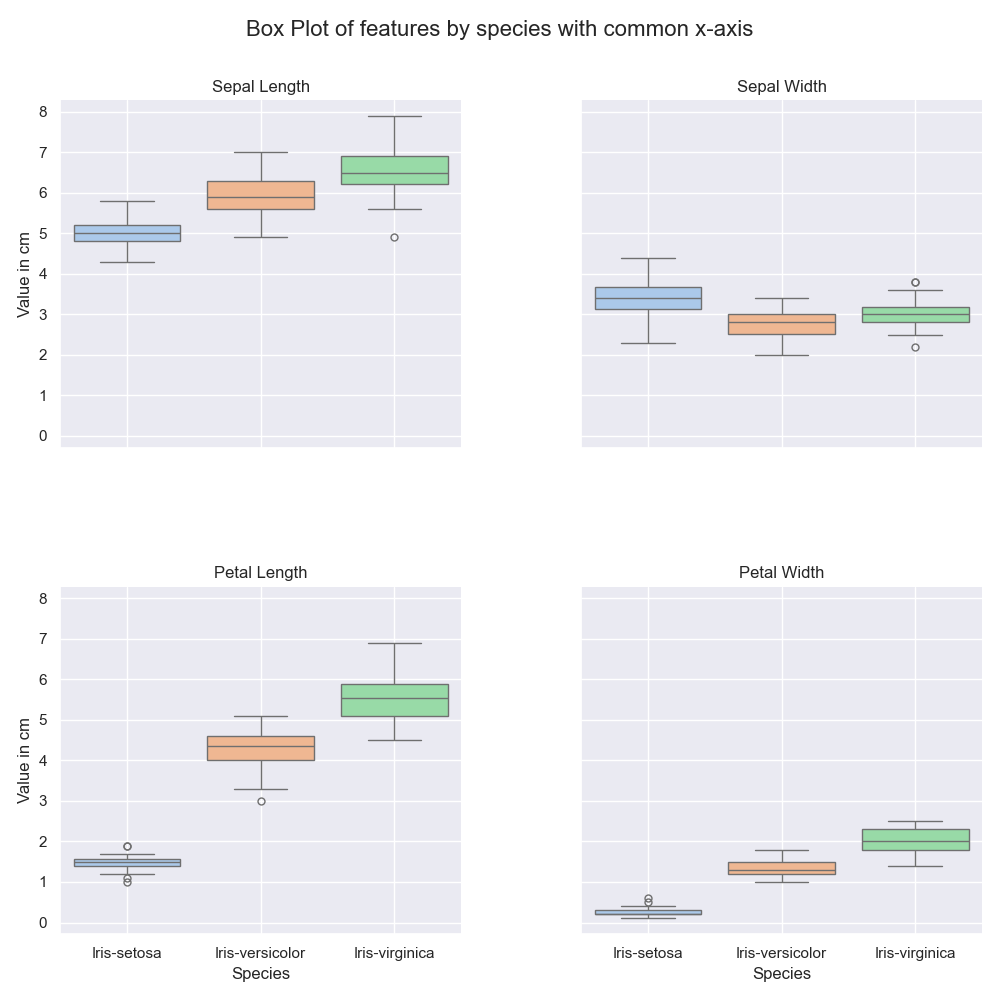 Box Plot of features by species with common x-axis
Sepal Length
8
7
6
5
4
3
2
1
0
Value in cm
Sepal Width
Petal Length
8
7
6
5
4
3
2
1
0
Value in cm
Iris-setosa Iris-versicolor Iris-virginica
Species
Petal Width
Iris-setosa Iris-versicolor Iris-virginica
Species